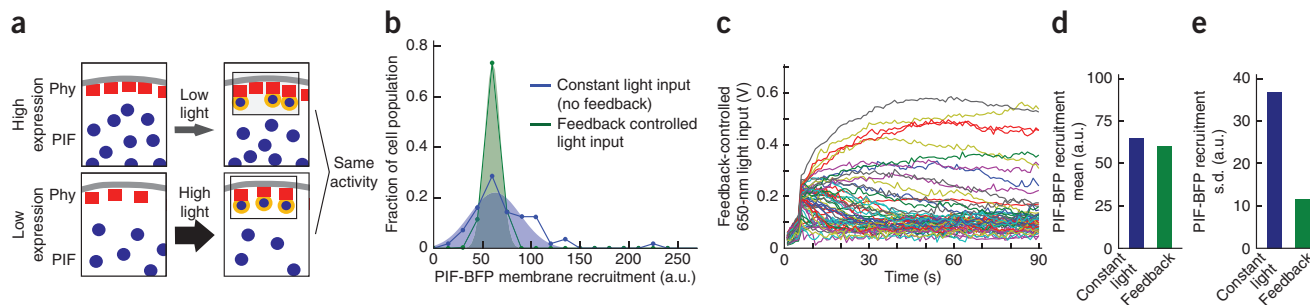 a
High expression
Phy
PIF
Low light
Low expression
Phy
PIF
High light
Same activity
b
Fraction of cell population
0.8
0.6
0.4
0.2
0
0
50
100
150
200
250
PIF-BFP membrane recruitment (a.u.)
Constant light input
(no feedback)
Feedback controlled
light input
c
Feedback-controlled
650-nm light input (V)
0.6
0.4
0.2
0
0
30
60
90
Time (s)
d
PIF-BFP recruitment
mean (a.u.)
100
75
50
25
0
Constant
light
Feedback
e
PIF-BFP recruitment
s.d. (a.u.)
40
30
20
10
0
Constant
light
Feedback